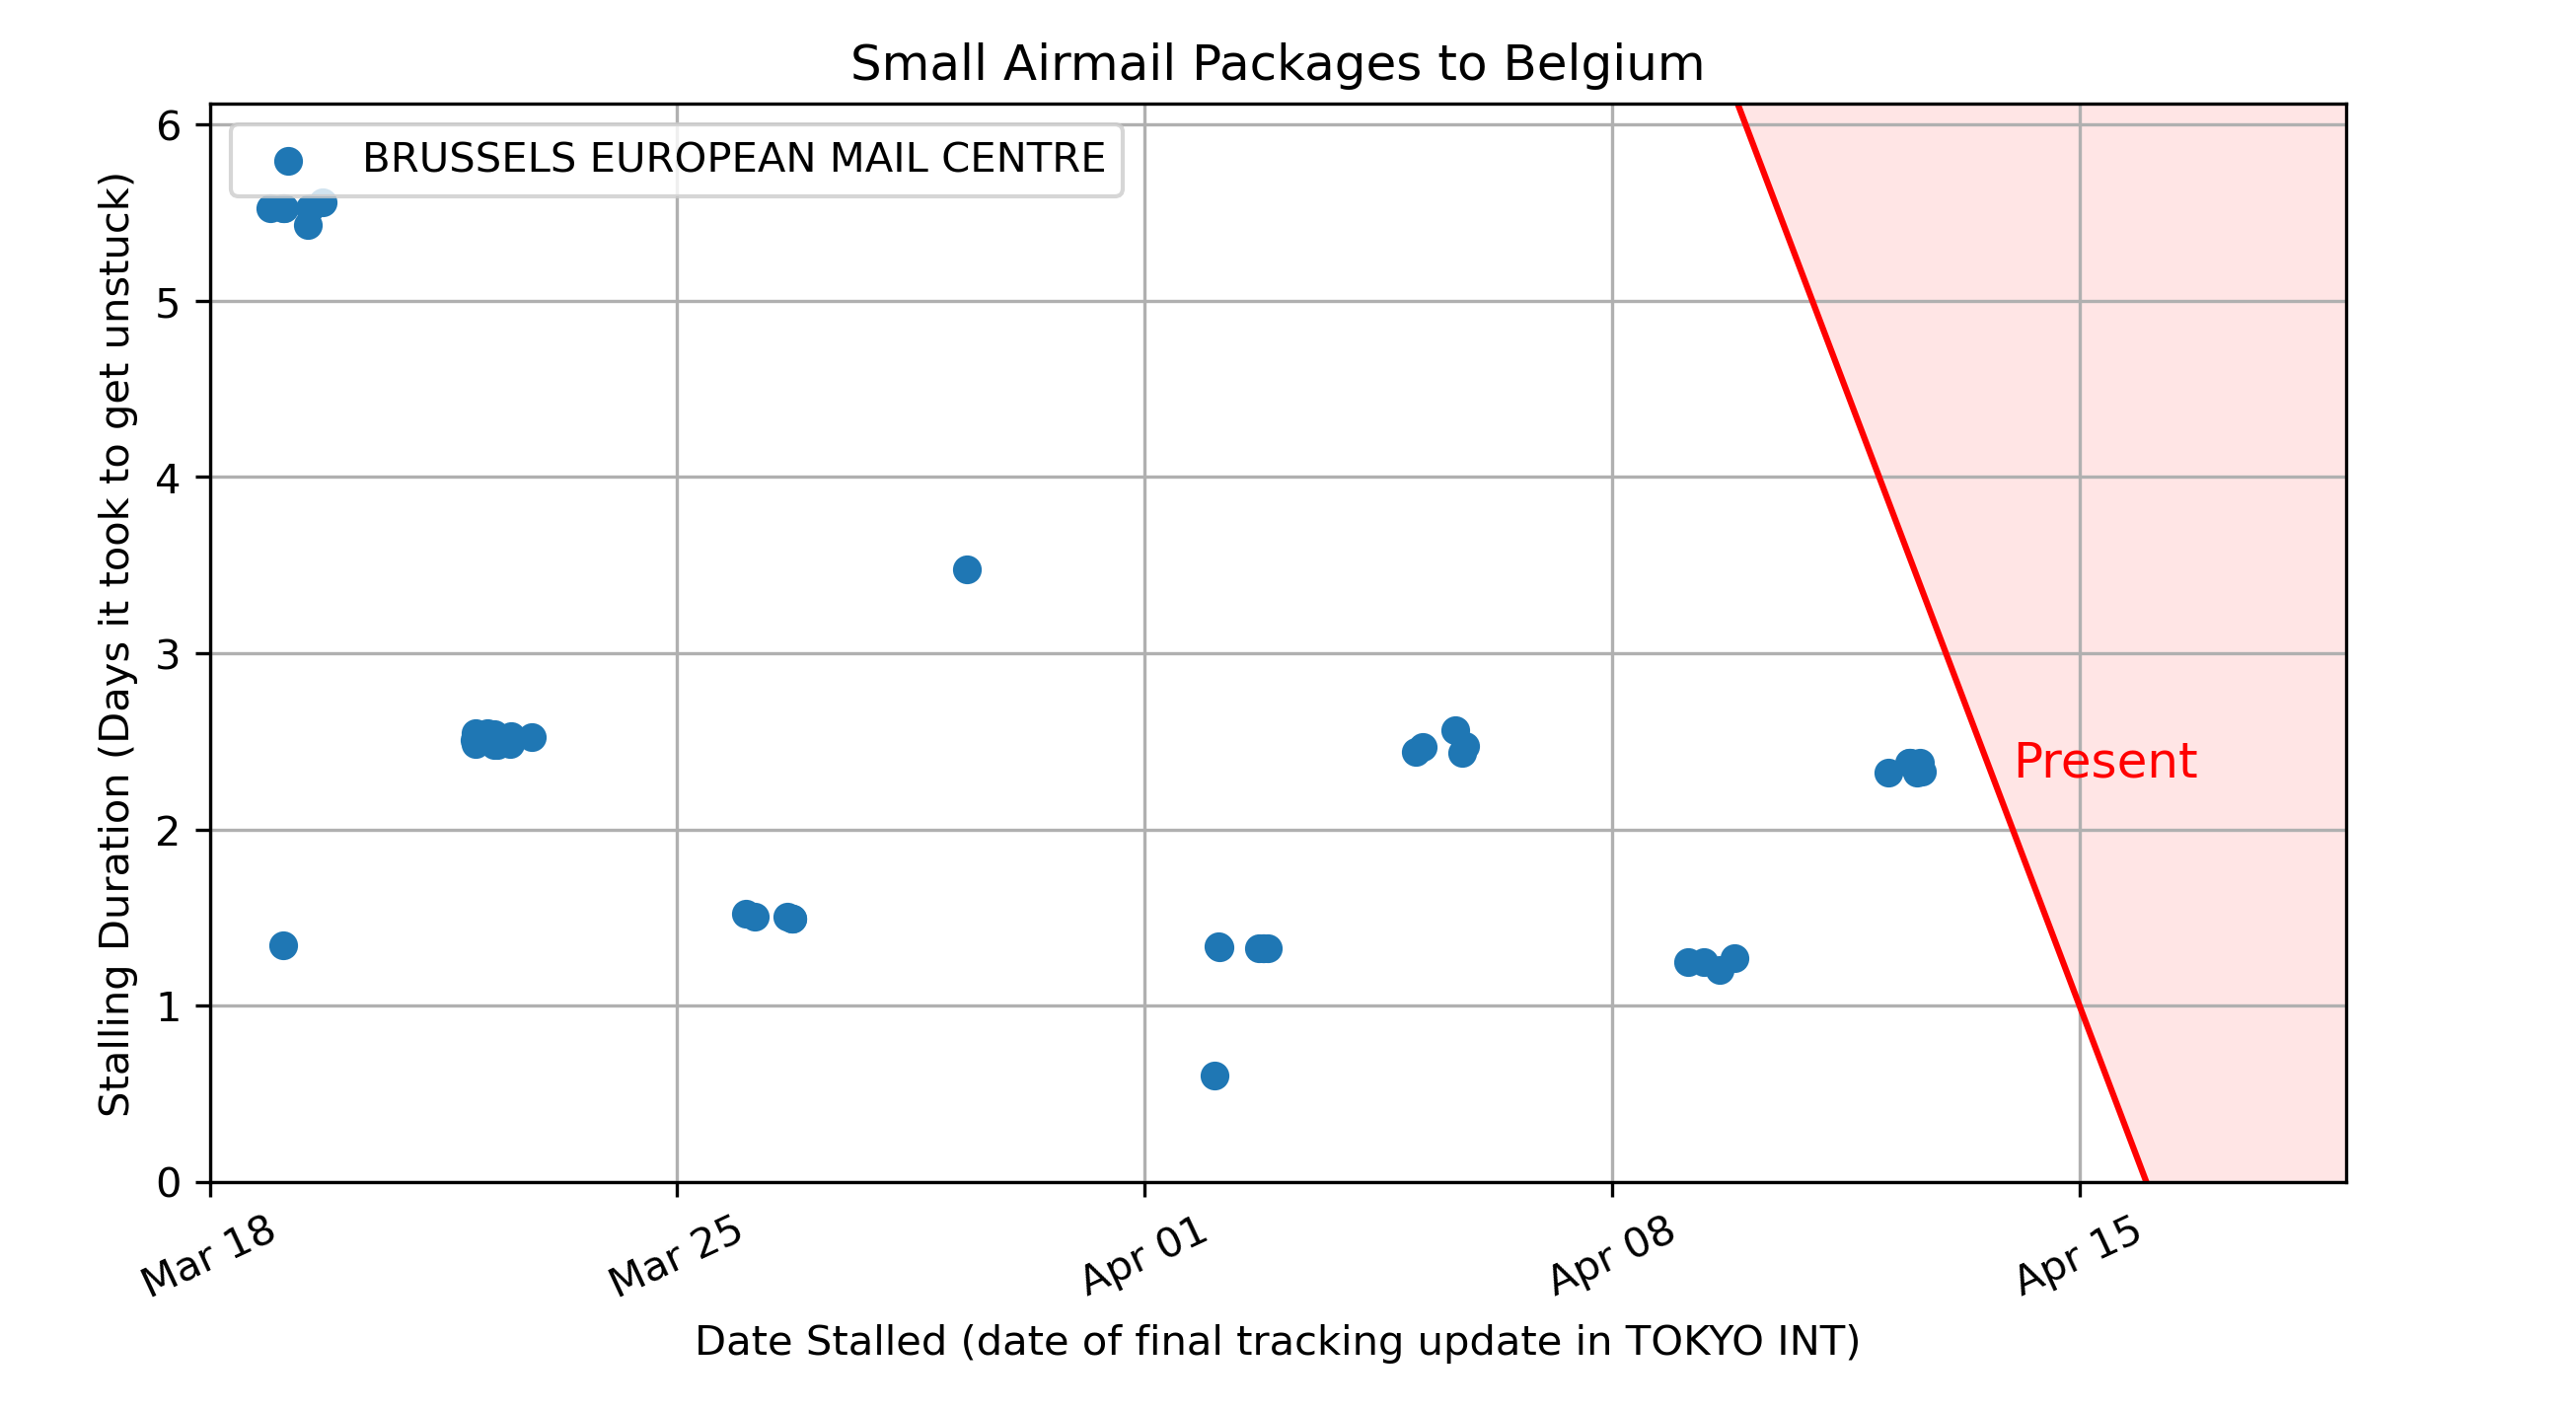 Small Airmail Packages to Belgium
BRUSSELS EUROPEAN MAIL CENTRE
Stalling Duration (Days it took to get unstuck)
6
5
4
3
2
1
0
Present
Mar 18
Mar 25
Apr 01
Apr 08
Apr 15
Date Stalled (date of final tracking update in TOKYO INT)